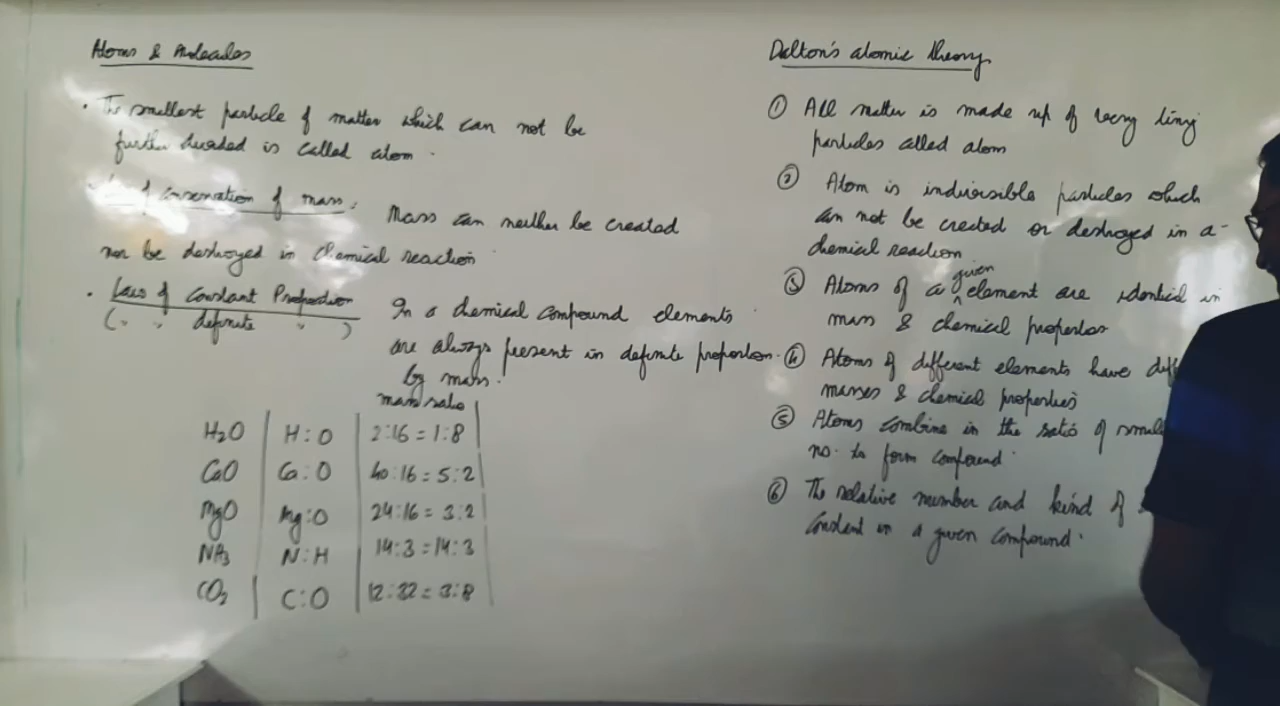 Atoms & Molecules
. The smallest particle of matter which can not be
further divided is called atom.
of conservation of mass, Mass can neither be created
nor be destroyed in chemical reaction
. Law of Constant Proportion In a chemical compound elements
(" " definite " ) are always present in definite proportion.
by mass.
mass ratio
H₂O H:O 2:16 = 1:8
CaO Ca:O 40:16 = 5:2
MgO Mg:O 24:16 = 3:2
NH₃ N:H 14:3 = 14:3
CO₂ C:O 12:32 = 3:8
Dalton's atomic theory
① All matter is made up of very tiny
particles called atom
② Atom is indivisible particles which
can not be created or destroyed in a
chemical reaction
③ Atoms of a given element are identical in
mass & chemical properties
④ Atoms of different elements have diff
masses & chemical properties
⑤ Atoms combine in the ratio of small
no. to form compound.
⑥ The relative number and kind of
constant in a given compound.